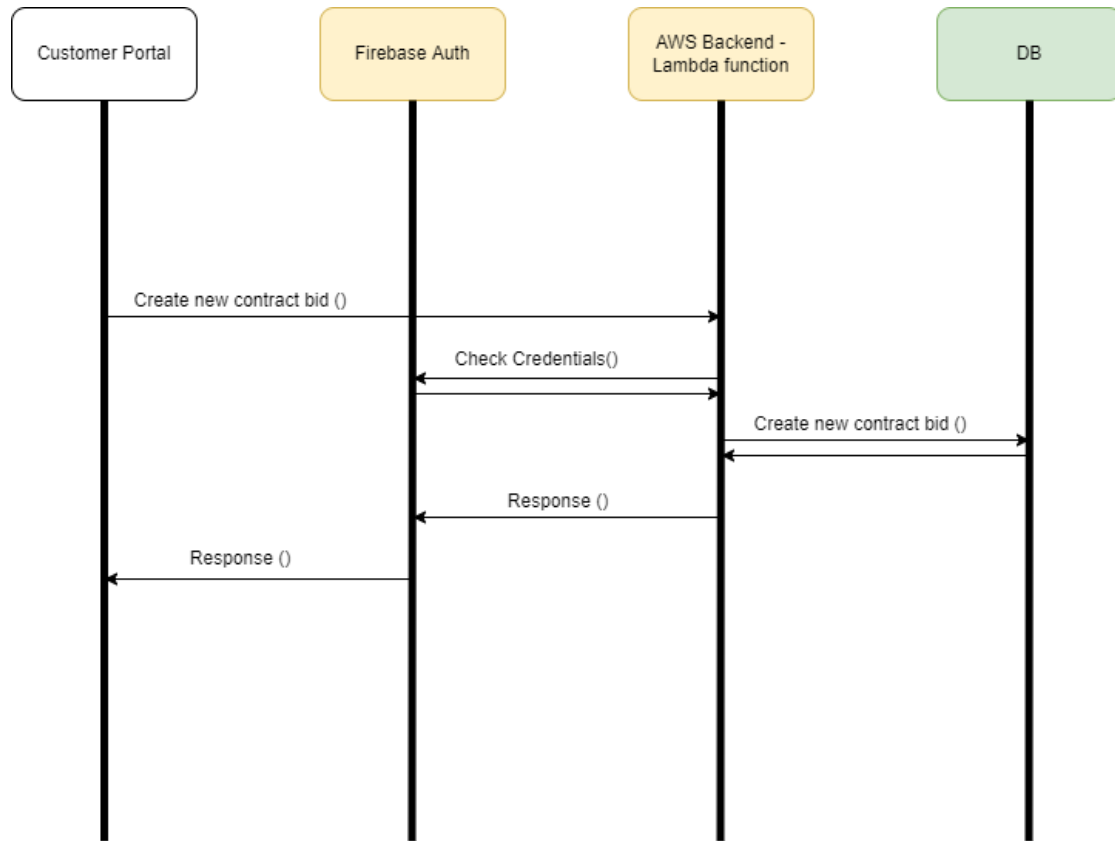 Customer Portal
Firebase Auth
AWS Backend -
Lambda function
DB
Create new contract bid ()
Check Credentials()
Create new contract bid ()
Response ()
Response ()